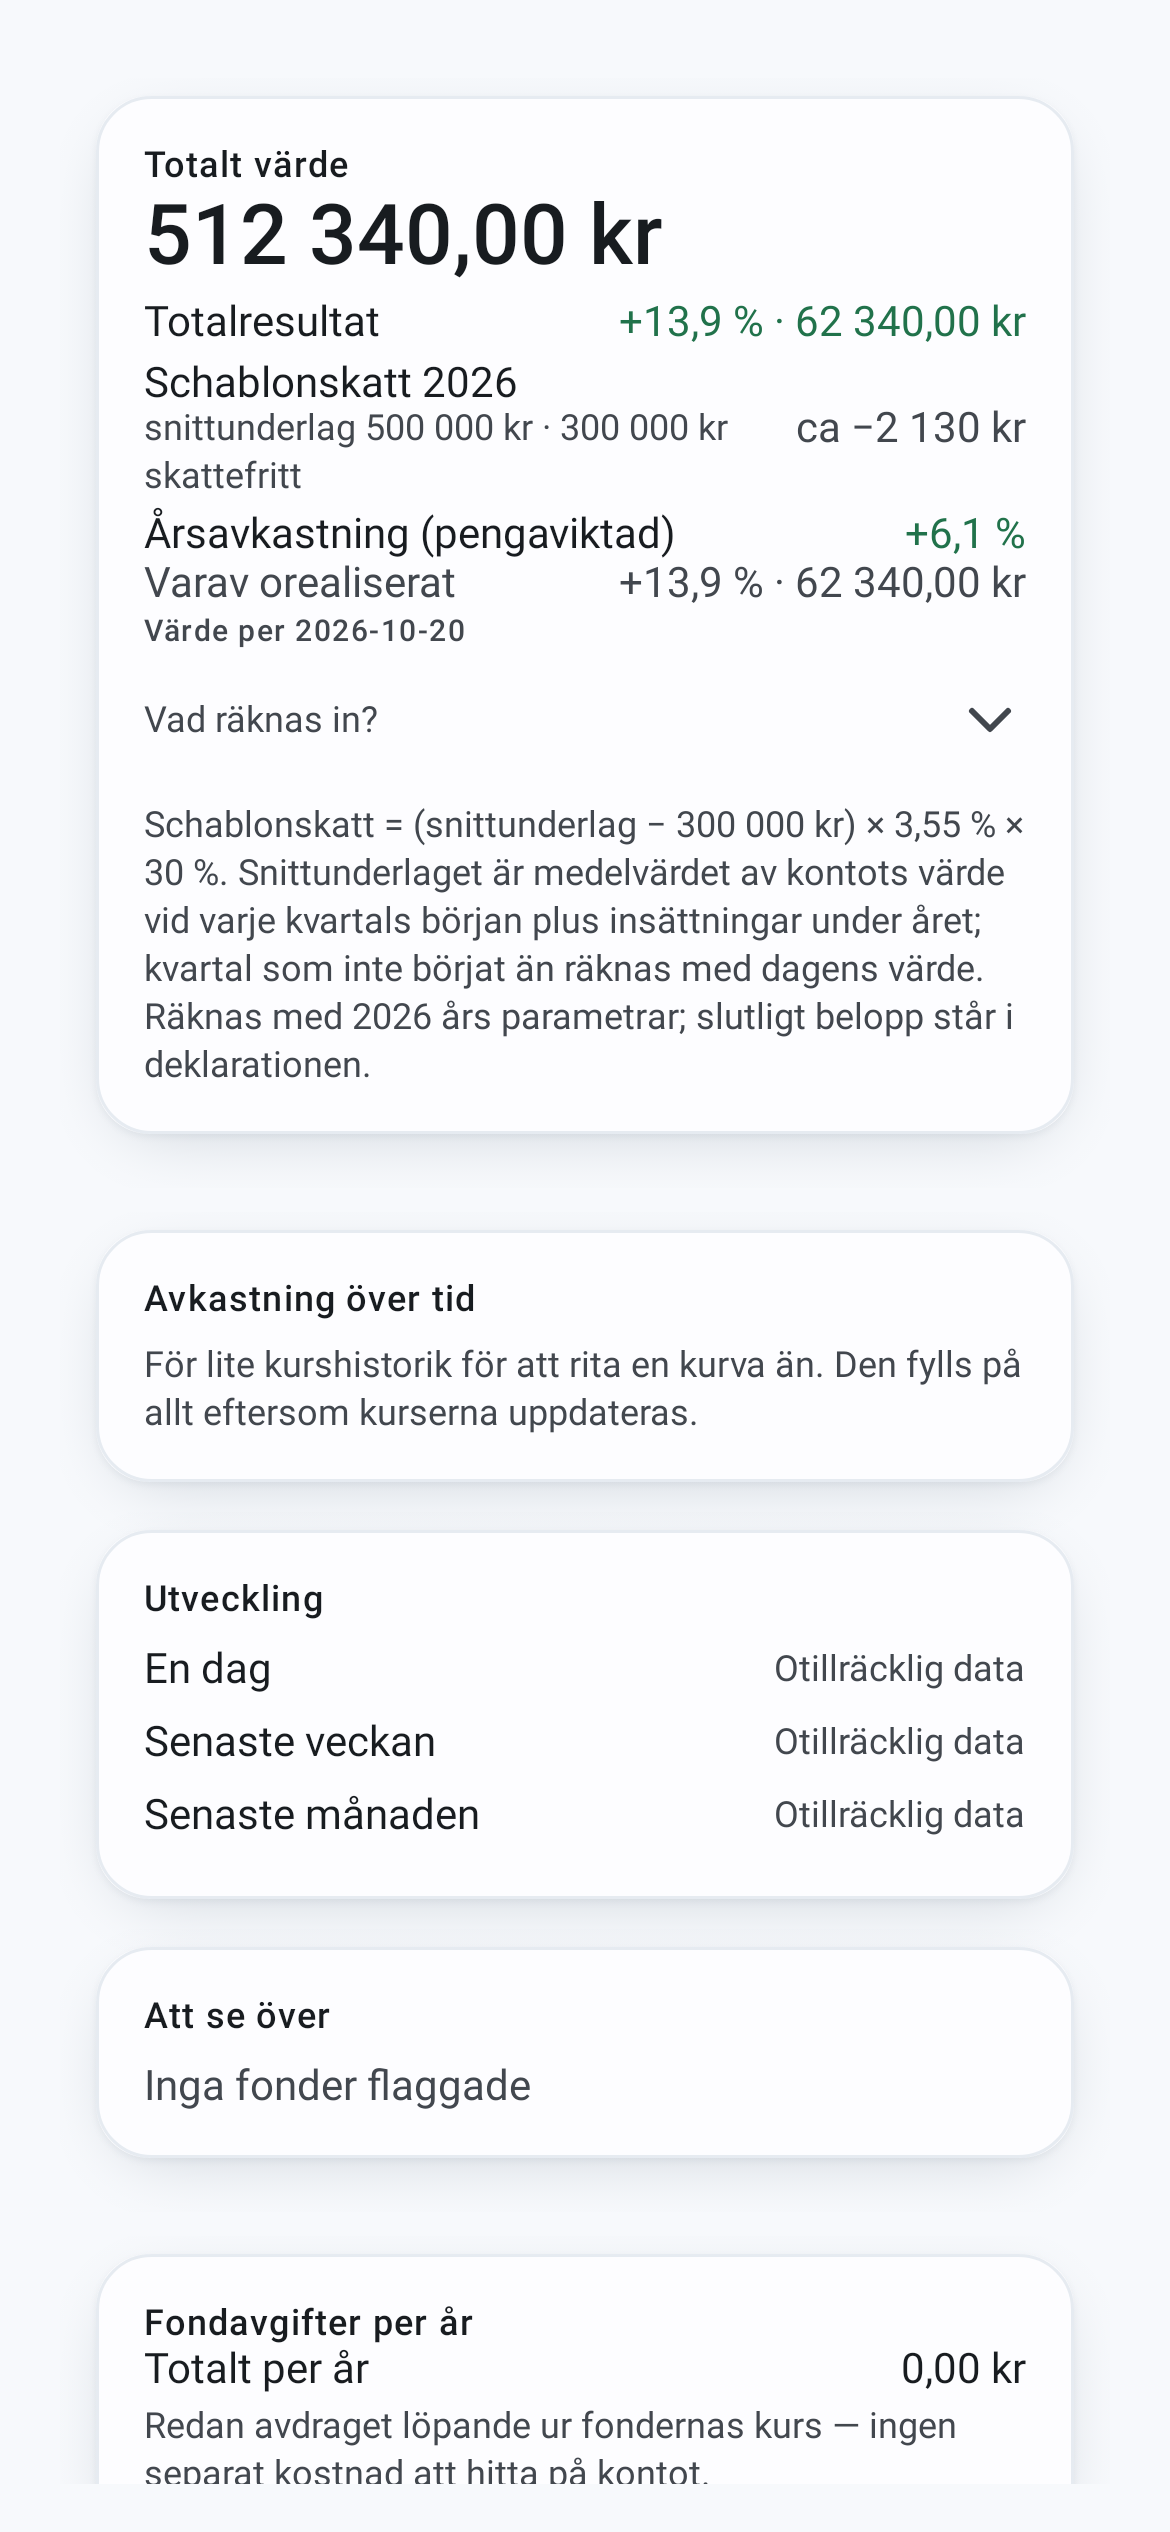 Totalt värde
512 340,00 kr
Totalresultat +13,9 % · 62 340,00 kr
Schablonskatt 2026
snittunderlag 500 000 kr · 300 000 kr ca −2 130 kr
skattefritt
Årsavkastning (pengaviktad) +6,1 %
Varav orealiserat +13,9 % · 62 340,00 kr
Värde per 2026-10-20
Vad räknas in?
Schablonskatt = (snittunderlag − 300 000 kr) × 3,55 % ×
30 %. Snittunderlaget är medelvärdet av kontots värde
vid varje kvartals början plus insättningar under året;
kvartal som inte börjat än räknas med dagens värde.
Räknas med 2026 års parametrar; slutligt belopp står i
deklarationen.
Avkastning över tid
För lite kurshistorik för att rita en kurva än. Den fylls på
allt eftersom kurserna uppdateras.
Utveckling
En dag Otillräcklig data
Senaste veckan Otillräcklig data
Senaste månaden Otillräcklig data
Att se över
Inga fonder flaggade
Fondavgifter per år
Totalt per år 0,00 kr
Redan avdraget löpande ur fondernas kurs — ingen
separat kostnad att hitta på kontot.